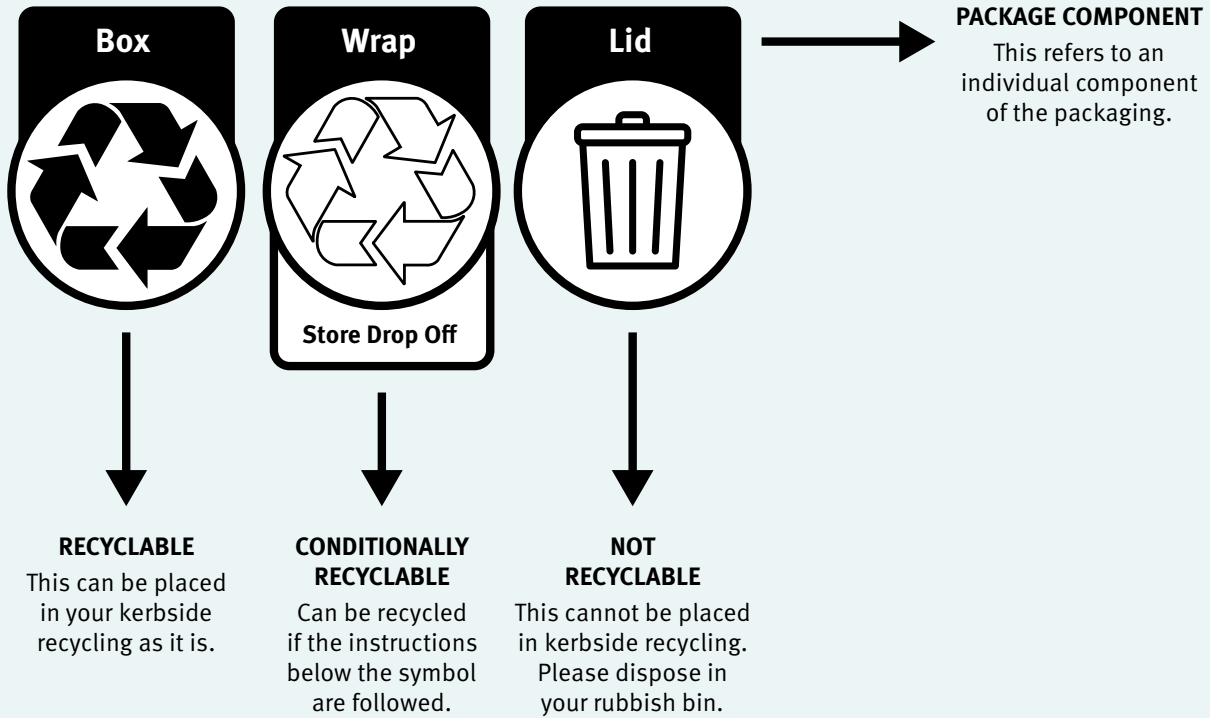 Box
Wrap
Lid
PACKAGE COMPONENT
This refers to an
individual component
of the packaging.
Store Drop Off
RECYCLABLE
This can be placed
in your kerbside
recycling as it is.
CONDITIONALLY
RECYCLABLE
Can be recycled
if the instructions
below the symbol
are followed.
NOT
RECYCLABLE
This cannot be placed
in kerbside recycling.
Please dispose in
your rubbish bin.